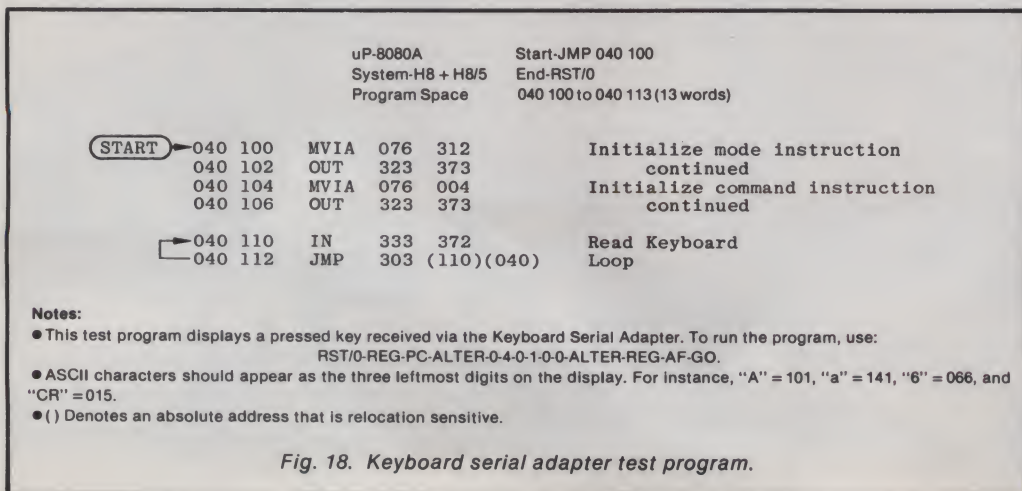 uP-8080A Start-JMP 040 100
System-H8 + H8/5 End-RST/0
Program Space 040 100 to 040 113 (13 words)
START 040 100 MVIA 076 312 Initialize mode instruction
040 102 OUT 323 373 continued
040 104 MVIA 076 004 Initialize command instruction
040 106 OUT 323 373 continued
040 110 IN 333 372 Read Keyboard
040 112 JMP 303 (110)(040) Loop
Notes:
● This test program displays a pressed key received via the Keyboard Serial Adapter. To run the program, use:
RST/0-REG-PC-ALTER-0-4-0-1-0-0-ALTER-REG-AF-GO.
● ASCII characters should appear as the three leftmost digits on the display. For instance, "A" = 101, "a" = 141, "6" = 066, and
"CR" = 015.
● ( ) Denotes an absolute address that is relocation sensitive.
Fig. 18. Keyboard serial adapter test program.